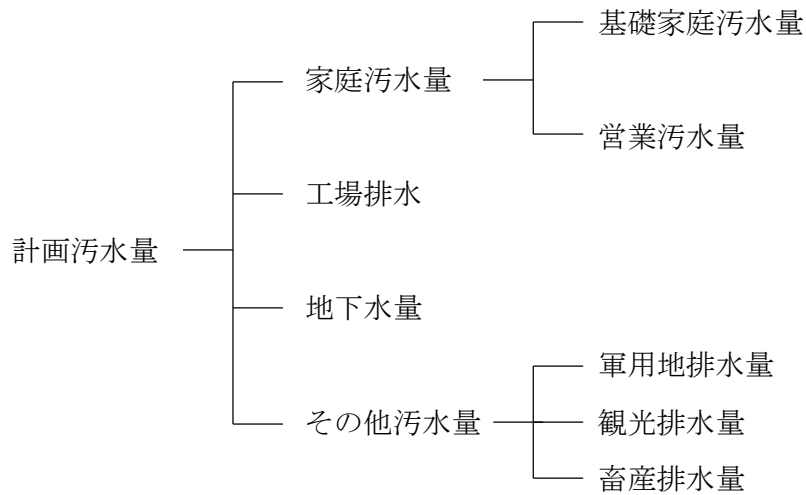 計画汚水量
家庭汚水量
基礎家庭汚水量
営業汚水量
工場排水
地下水量
その他汚水量
軍用地排水量
観光排水量
畜産排水量